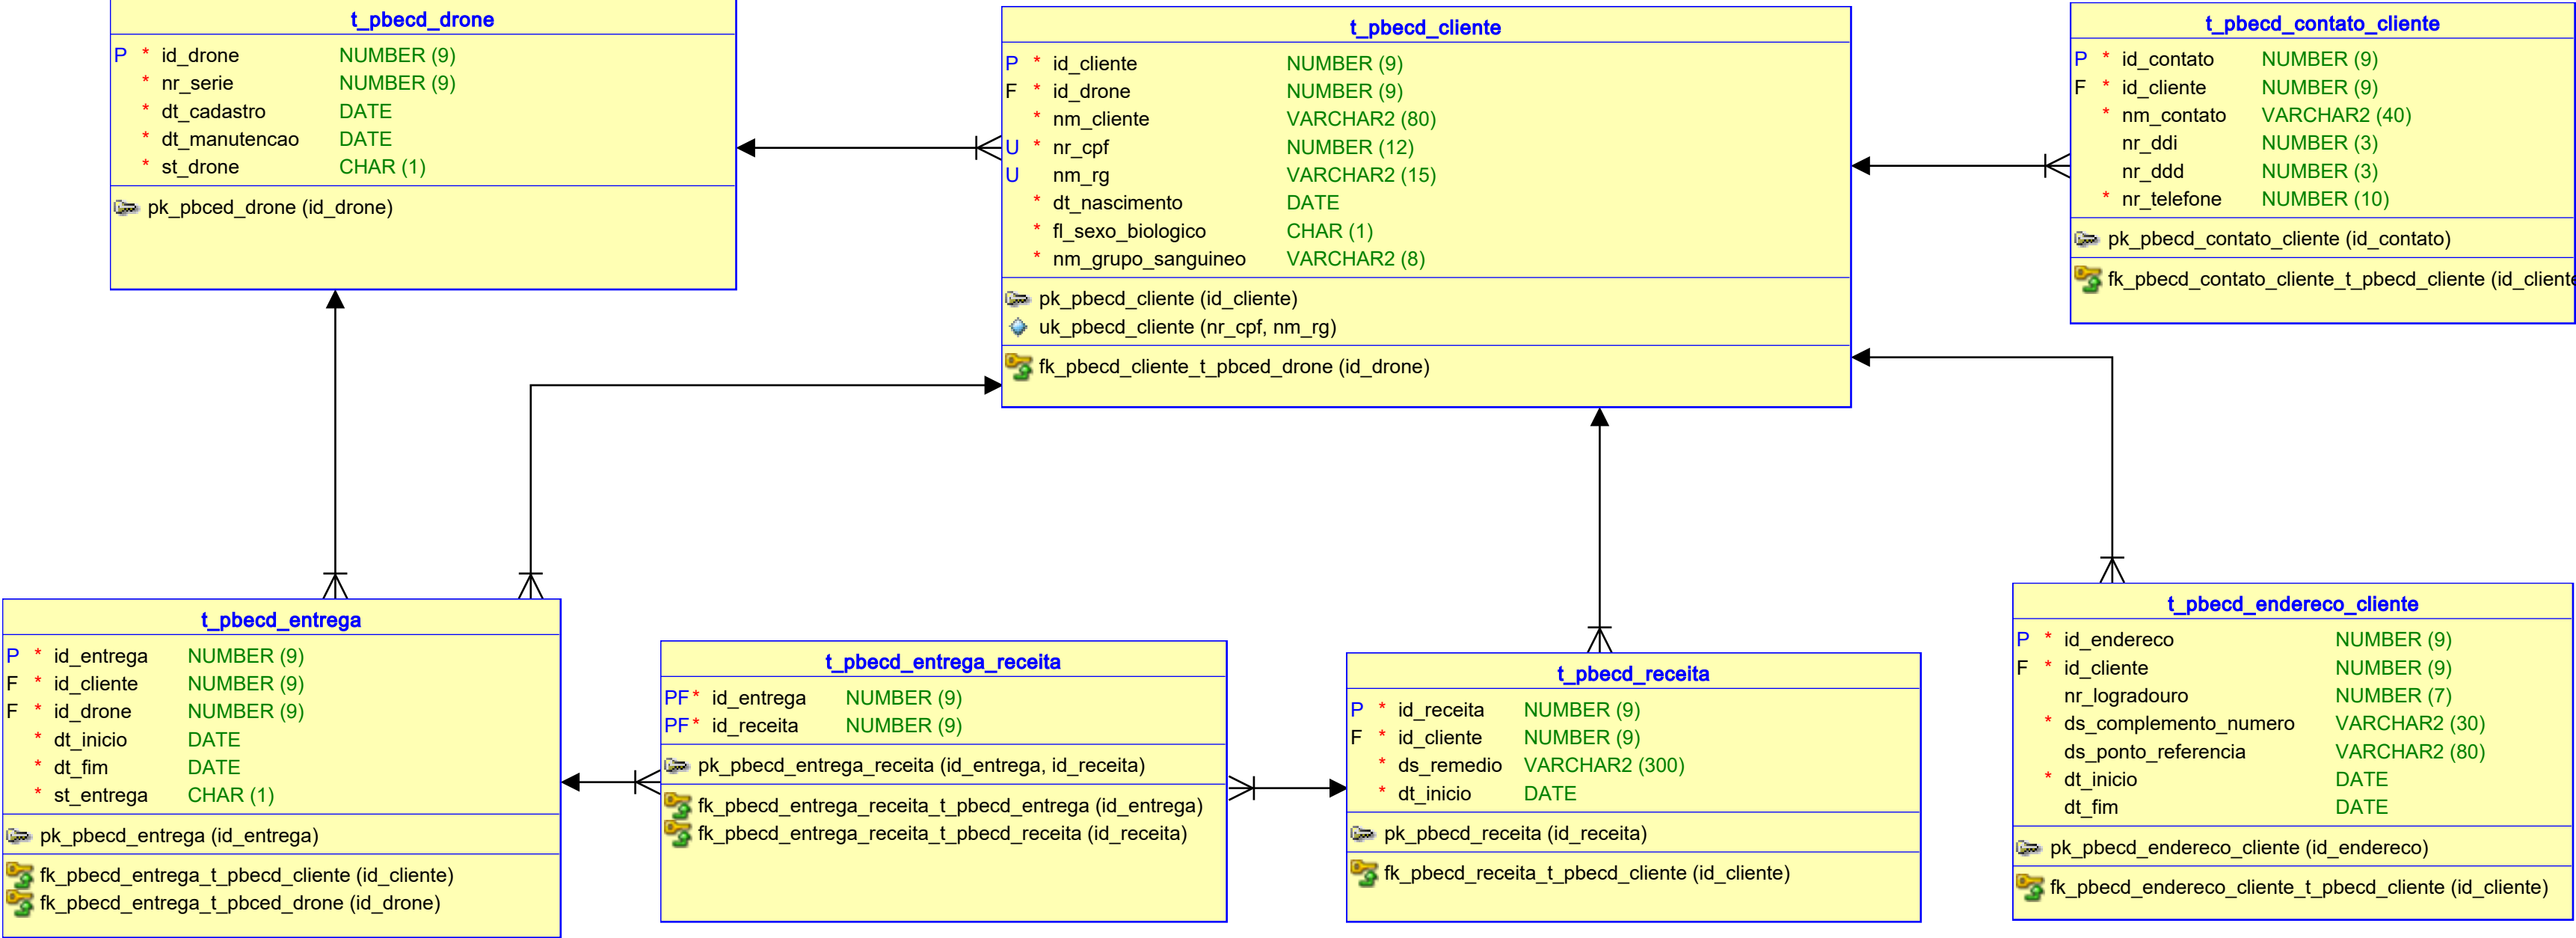 t_pbecd_drone
P * id_drone NUMBER (9)
* nr_serie NUMBER (9)
* dt_cadastro DATE
* dt_manutencao DATE
* st_drone CHAR (1)
pk_pbced_drone (id_drone)
t_pbecd_cliente
P * id_cliente NUMBER (9)
F * id_drone NUMBER (9)
* nm_cliente VARCHAR2 (80)
U * nr_cpf NUMBER (12)
U nm_rg VARCHAR2 (15)
* dt_nascimento DATE
* fl_sexo_biologico CHAR (1)
* nm_grupo_sanguineo VARCHAR2 (8)
pk_pbecd_cliente (id_cliente)
uk_pbecd_cliente (nr_cpf, nm_rg)
fk_pbecd_cliente_t_pbced_drone (id_drone)
t_pbecd_contato_cliente
P * id_contato NUMBER (9)
F * id_cliente NUMBER (9)
* nm_contato VARCHAR2 (40)
nr_ddi NUMBER (3)
nr_ddd NUMBER (3)
* nr_telefone NUMBER (10)
pk_pbecd_contato_cliente (id_contato)
fk_pbecd_contato_cliente_t_pbecd_cliente (id_cliente
t_pbecd_entrega
P * id_entrega NUMBER (9)
F * id_cliente NUMBER (9)
F * id_drone NUMBER (9)
* dt_inicio DATE
* dt_fim DATE
* st_entrega CHAR (1)
pk_pbecd_entrega (id_entrega)
fk_pbecd_entrega_t_pbecd_cliente (id_cliente)
fk_pbecd_entrega_t_pbced_drone (id_drone)
t_pbecd_entrega_receita
PF * id_entrega NUMBER (9)
PF * id_receita NUMBER (9)
pk_pbecd_entrega_receita (id_entrega, id_receita)
fk_pbecd_entrega_receita_t_pbecd_entrega (id_entrega)
fk_pbecd_entrega_receita_t_pbecd_receita (id_receita)
t_pbecd_receita
P * id_receita NUMBER (9)
F * id_cliente NUMBER (9)
* ds_remedio VARCHAR2 (300)
* dt_inicio DATE
pk_pbecd_receita (id_receita)
fk_pbecd_receita_t_pbecd_cliente (id_cliente)
t_pbecd_endereco_cliente
P * id_endereco NUMBER (9)
F * id_cliente NUMBER (9)
nr_logradouro NUMBER (7)
* ds_complemento_numero VARCHAR2 (30)
ds_ponto_referencia VARCHAR2 (80)
* dt_inicio DATE
dt_fim DATE
pk_pbecd_endereco_cliente (id_endereco)
fk_pbecd_endereco_cliente_t_pbecd_cliente (id_cliente)